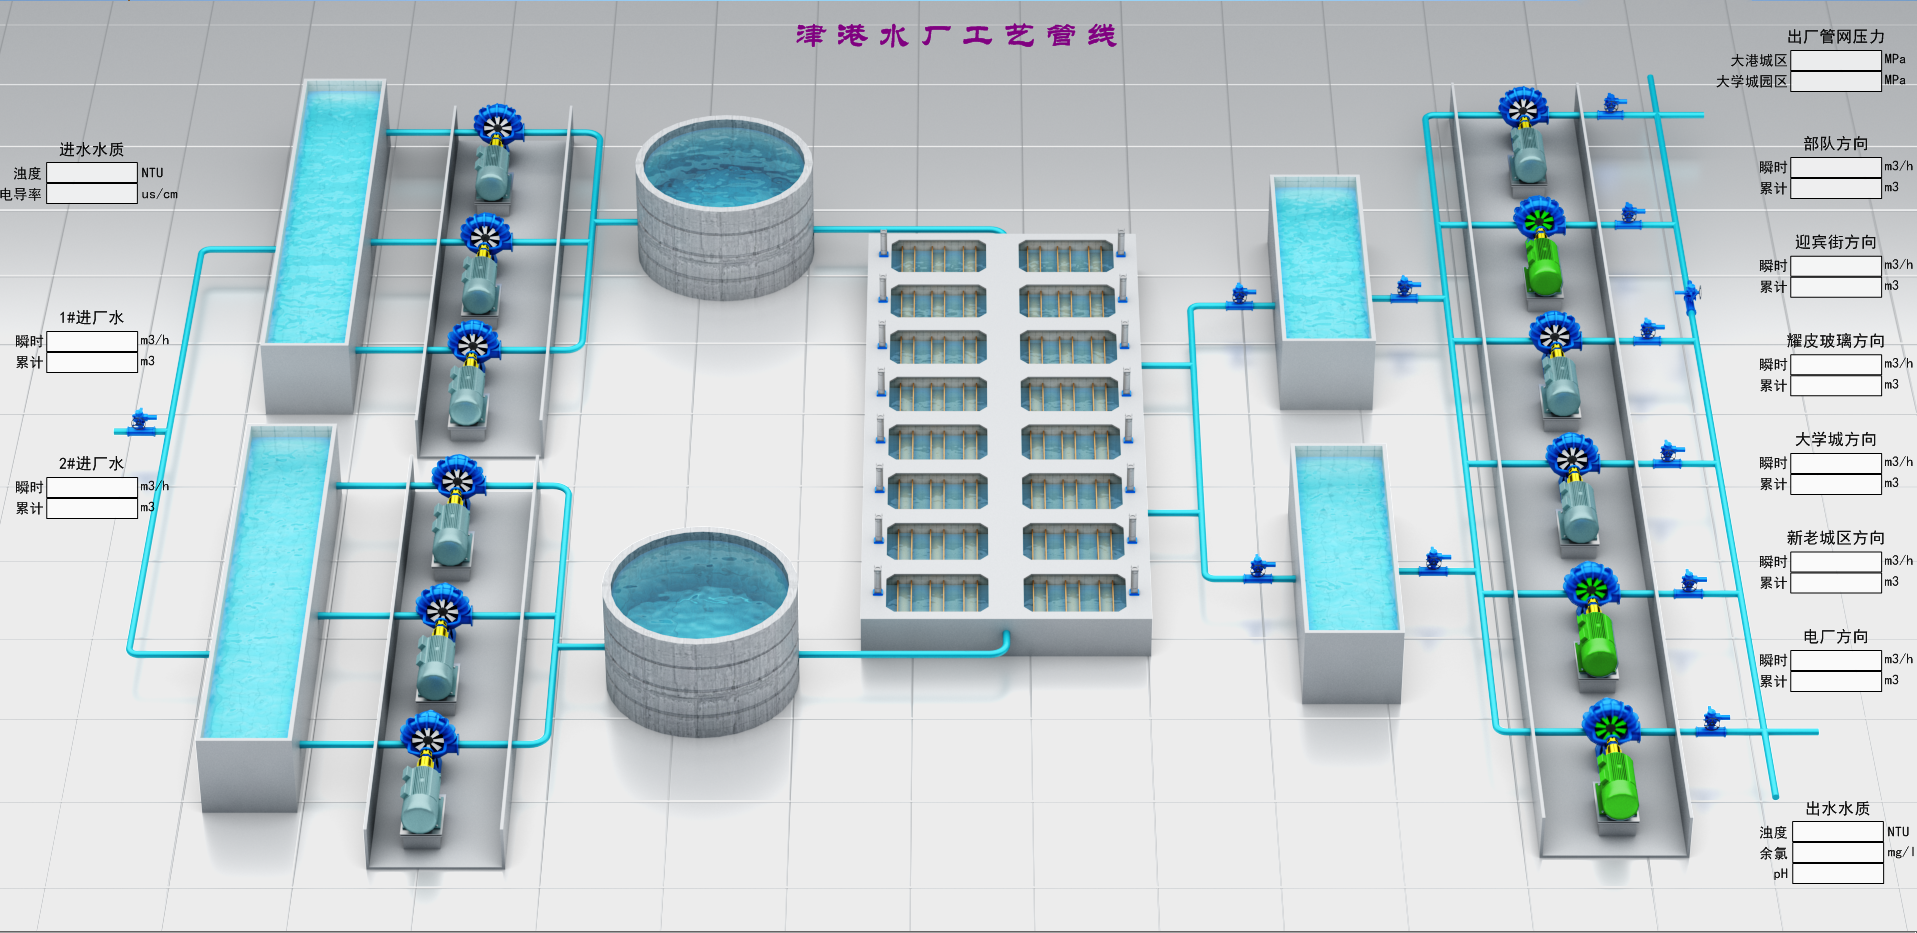 津港水厂工艺管线
出厂管网压力
大港城区 MPa
大学城园区 MPa
进水水质
浊度 NTU
电导率 us/cm
部队方向
瞬时 m3/h
累计 m3
迎宾街方向
瞬时 m3/h
累计 m3
1#进厂水
瞬时 m3/h
累计 m3
耀皮玻璃方向
瞬时 m3/h
累计 m3
2#进厂水
瞬时 m3/h
累计 m3
大学城方向
瞬时 m3/h
累计 m3
新老城区方向
瞬时 m3/h
累计 m3
电厂方向
瞬时 m3/h
累计 m3
出水水质
浊度 NTU
余氯 mg/l
pH